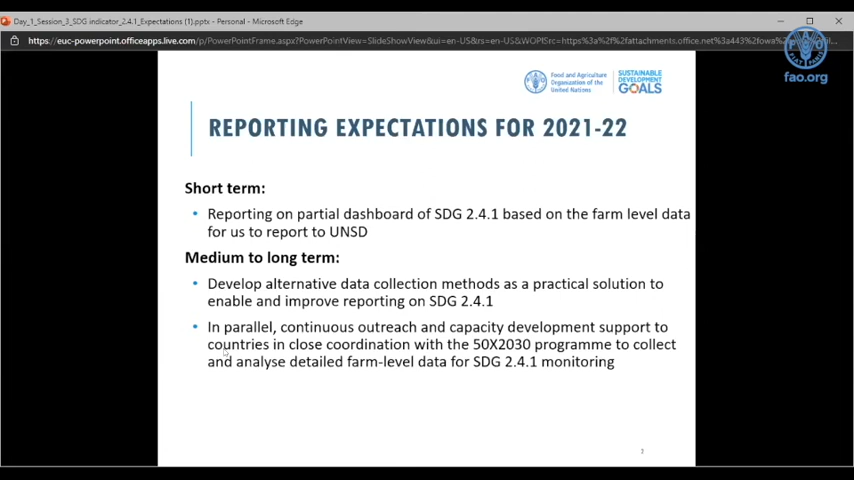 Day_1_Session_3_SDG indicator_2.4.1_Expectations (1).pptx - Personal - Microsoft Edge
https://euc-powerpoint.officeapps.live.com/p/PowerPointFrame.aspx?PowerPointView=SlideShowView&ui=en-US&rs=en-US&WOPISrc=https%3a%2f%2fattachments.office.net%3a443%2fowa%
fao.org
Food and Agriculture
Organization of the
United Nations
SUSTAINABLE
DEVELOPMENT
GOALS
REPORTING EXPECTATIONS FOR 2021-22
Short term:
• Reporting on partial dashboard of SDG 2.4.1 based on the farm level data
for us to report to UNSD
Medium to long term:
• Develop alternative data collection methods as a practical solution to
enable and improve reporting on SDG 2.4.1
• In parallel, continuous outreach and capacity development support to
countries in close coordination with the 50X2030 programme to collect
and analyse detailed farm-level data for SDG 2.4.1 monitoring